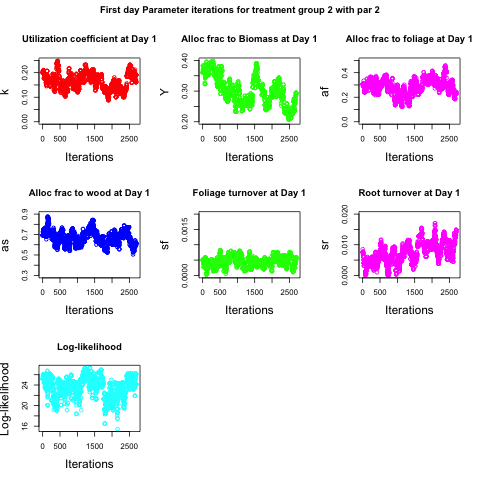 First day Parameter iterations for treatment group 2 with par 2
Utilization coefficient at Day 1
k
0.00 0.10 0.20
0 500 1500 2500
Iterations
Alloc frac to Biomass at Day 1
Y
0.20 0.30 0.40
0 500 1500 2500
Iterations
Alloc frac to foliage at Day 1
af
0.0 0.2 0.4
0 500 1500 2500
Iterations
Alloc frac to wood at Day 1
as
0.3 0.5 0.7 0.9
0 500 1500 2500
Iterations
Foliage turnover at Day 1
sf
0.0000 0.0015
0 500 1500 2500
Iterations
Root turnover at Day 1
sr
0.000 0.010 0.020
0 500 1500 2500
Iterations
Log-likelihood
Log-likelihood
16 20 24
0 500 1500 2500
Iterations